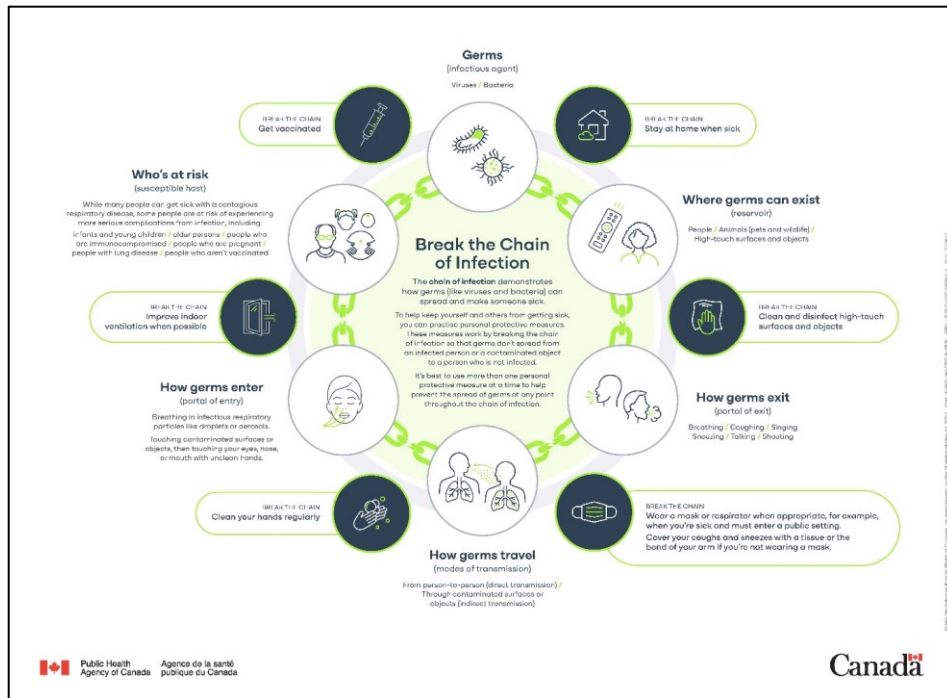 Germs
(infectious agent)
Viruses / Bacteria
BREAK THE CHAIN
Get vaccinated
BREAK THE CHAIN
Stay at home when sick
Who's at risk
(susceptible host)
While many people can get sick with a contagious
respiratory disease, some people are at risk of experiencing
more serious complications from infection, including:
infants and young children / older persons / people who
are immunocompromised / people who are pregnant /
people with lung disease / people who aren't vaccinated
Where germs can exist
(reservoir)
People / Animals (pets and wildlife) /
High-touch surfaces and objects
Break the Chain
of Infection
The chain of infection demonstrates
how germs (like viruses and bacteria) can
spread and make someone sick.
To help keep yourself and others from getting sick,
you can practise personal protective measures.
These measures work by breaking the chain
of infection so that germs don't spread from
an infected person or a contaminated object
to a person who is not infected.
It's best to use more than one personal
protective measure at a time to help
prevent the spread of germs at any point
throughout the chain of infection.
BREAK THE CHAIN
Improve indoor
ventilation when possible
BREAK THE CHAIN
Clean and disinfect high-touch
surfaces and objects
How germs enter
(portal of entry)
Breathing in infectious respiratory
particles like droplets or aerosols.
Touching contaminated surfaces or
objects, then touching your eyes, nose,
or mouth with unclean hands.
How germs exit
(portal of exit)
Breathing / Coughing / Singing
Sneezing / Talking / Shouting
BREAK THE CHAIN
Clean your hands regularly
BREAK THE CHAIN
Wear a mask or respirator when appropriate, for example,
when you're sick and must enter a public setting.
Cover your coughs and sneezes with a tissue or the
bend of your arm if you're not wearing a mask.
How germs travel
(modes of transmission)
From person-to-person (direct transmission) /
Through contaminated surfaces or
objects (indirect transmission)
Public Health Agence de la santé
Agency of Canada publique du Canada
Canada